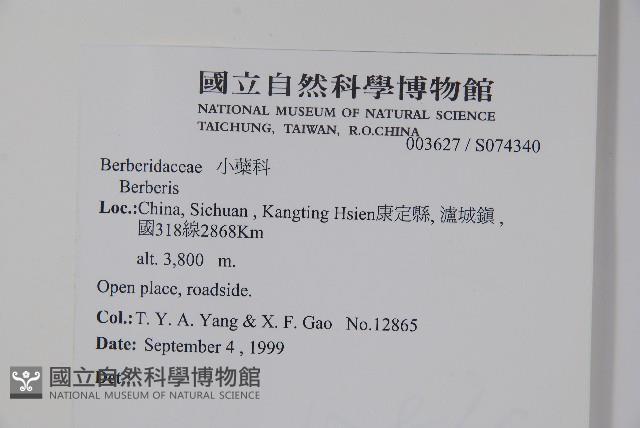 國立自然科學博物館
NATIONAL MUSEUM OF NATURAL SCIENCE
TAICHUNG, TAIWAN, R.O.CHINA
003627 / S074340
Berberidaceae 小蘗科
Berberis
Loc.:China, Sichuan , Kangting Hsien康定縣, 瀘城鎮 ,
國318線2868Km
alt. 3,800 m.
Open place, roadside.
Col.: T. Y. A. Yang & X. F. Gao No.12865
Date: September 4 , 1999
Det.
國立自然科學博物館
NATIONAL MUSEUM OF NATURAL SCIENCE